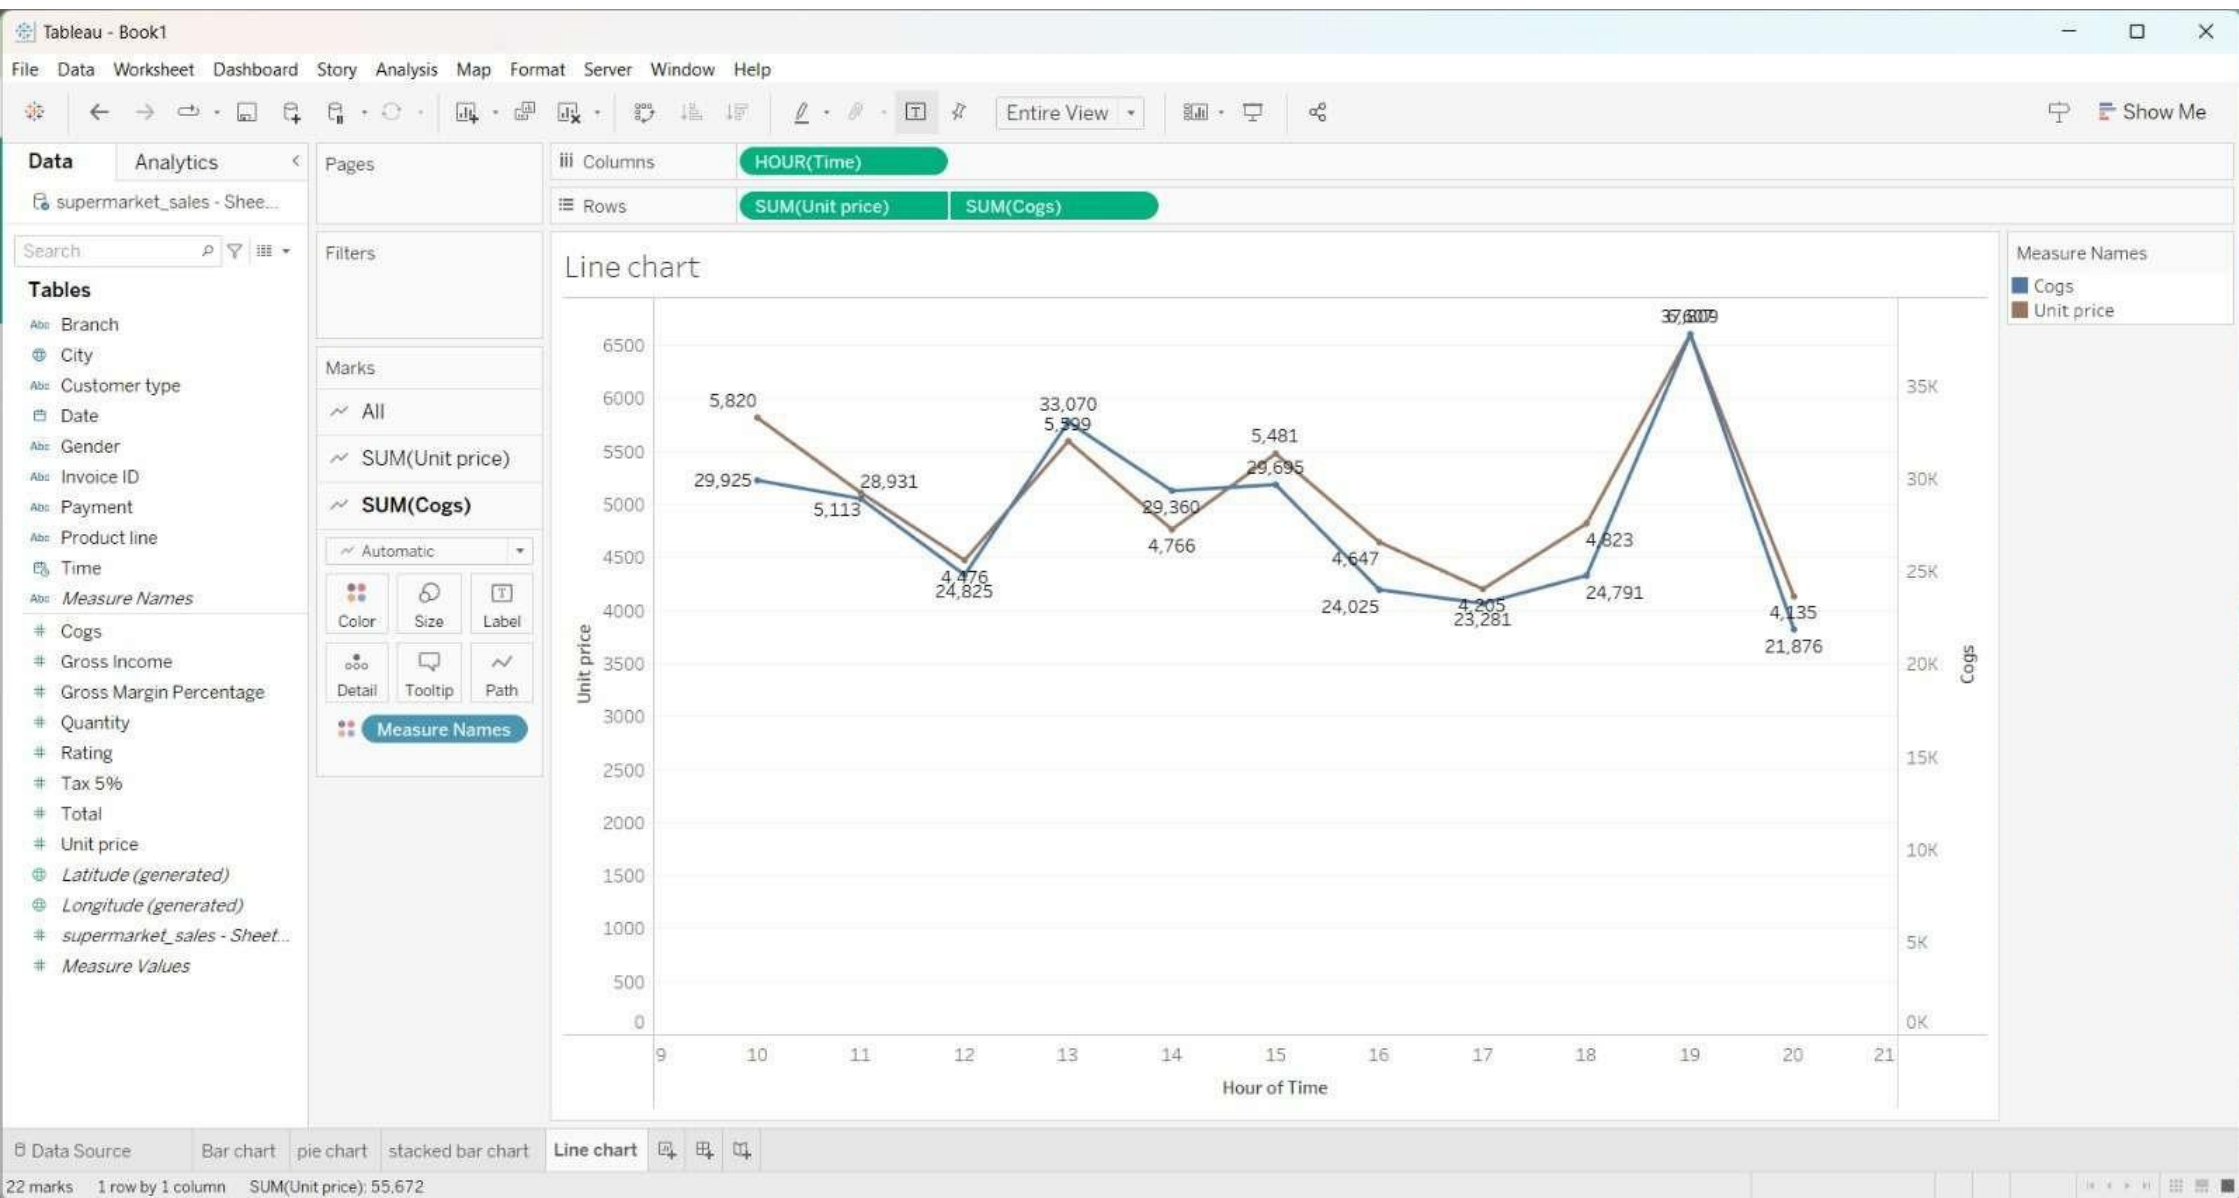 Tableau - Book1
File Data Worksheet Dashboard Story Analysis Map Format Server Window Help
Entire View
Show Me
Data Analytics
supermarket_sales - Shee...
Search
Tables
Abc Branch
City
Abc Customer type
Date
Abc Gender
Abc Invoice ID
Abc Payment
Abc Product line
Time
Abc Measure Names
# Cogs
# Gross Income
# Gross Margin Percentage
# Quantity
# Rating
# Tax 5%
# Total
# Unit price
Latitude (generated)
Longitude (generated)
# supermarket_sales - Sheet...
# Measure Values
Pages
Filters
Marks
All
SUM(Unit price)
SUM(Cogs)
Automatic
Color Size Label
Detail Tooltip Path
Measure Names
iii Columns HOUR(Time)
Rows SUM(Unit price) SUM(Cogs)
Line chart
6500
6000
5500
5000
4500
4000
3500
3000
2500
2000
1500
1000
500
0
Unit price
5,820
29,925
28,931
5,113
4,476
24,825
33,070
5,599
29,360
4,766
5,481
29,695
4,647
24,025
4,205
23,281
4,823
24,791
4,135
21,876
35K
30K
25K
20K
15K
10K
5K
0K
Cogs
9 10 11 12 13 14 15 16 17 18 19 20 21
Hour of Time
Measure Names
Cogs
Unit price
Data Source Bar chart pie chart stacked bar chart Line chart
22 marks 1 row by 1 column SUM(Unit price): 55,672